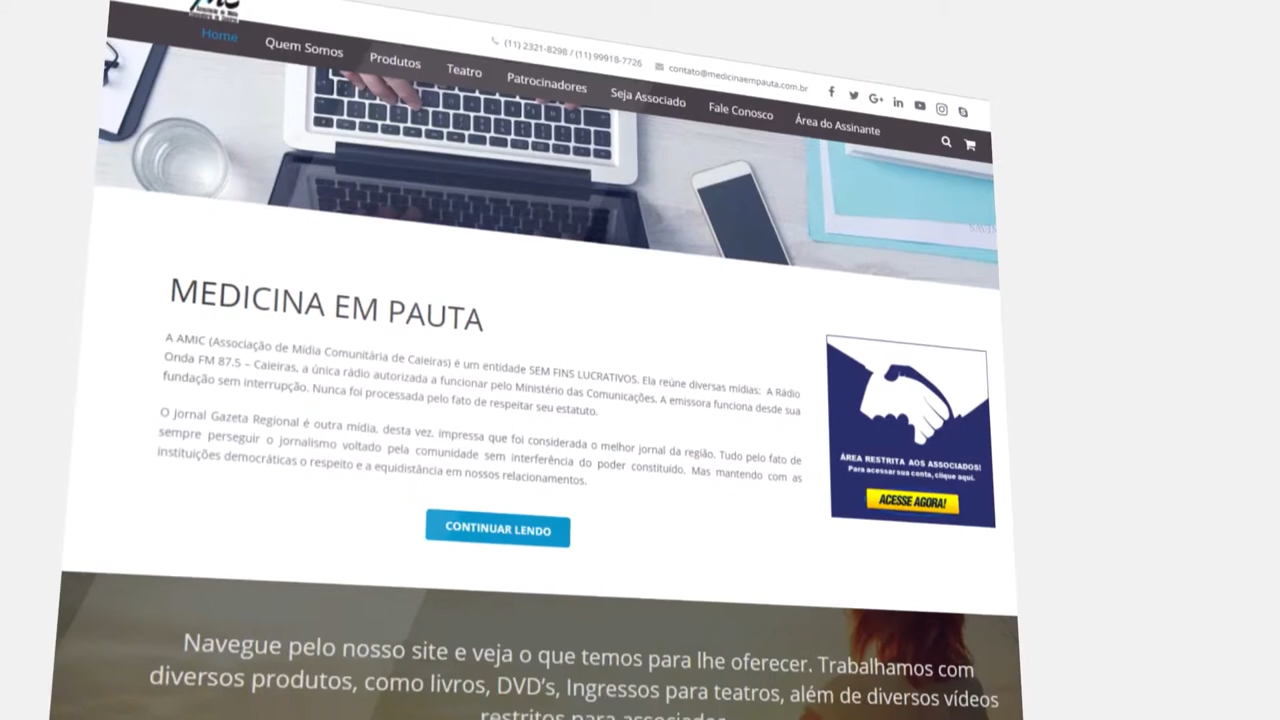 (11) 2321-8298 / (11) 99918-7726 contato@medicinaempauta.com.br
Home Quem Somos Produtos Teatro Patrocinadores Seja Associado Fale Conosco Área do Assinante
MEDICINA EM PAUTA
A AMIC (Associação de Mídia Comunitária de Caieiras) é um entidade SEM FINS LUCRATIVOS. Ela reúne diversas mídias: A Rádio
Onda FM 87.5 – Caieiras, a única rádio autorizada a funcionar pelo Ministério das Comunicações. A emissora funciona desde sua
fundação sem interrupção. Nunca foi processada pelo fato de respeitar seu estatuto.
O Jornal Gazeta Regional é outra mídia, desta vez, impressa que foi considerada o melhor jornal da região. Tudo pelo fato de
sempre perseguir o jornalismo voltado pela comunidade sem interferência do poder constituído. Mas mantendo com as
instituições democráticas o respeito e a equidistância em nossos relacionamentos.
CONTINUAR LENDO
ÁREA RESTRITA AOS ASSOCIADOS!
Para acessar sua conta, clique aqui.
ACESSE AGORA!
Navegue pelo nosso site e veja o que temos para lhe oferecer. Trabalhamos com
diversos produtos, como livros, DVD's, Ingressos para teatros, além de diversos vídeos
restritos para associados